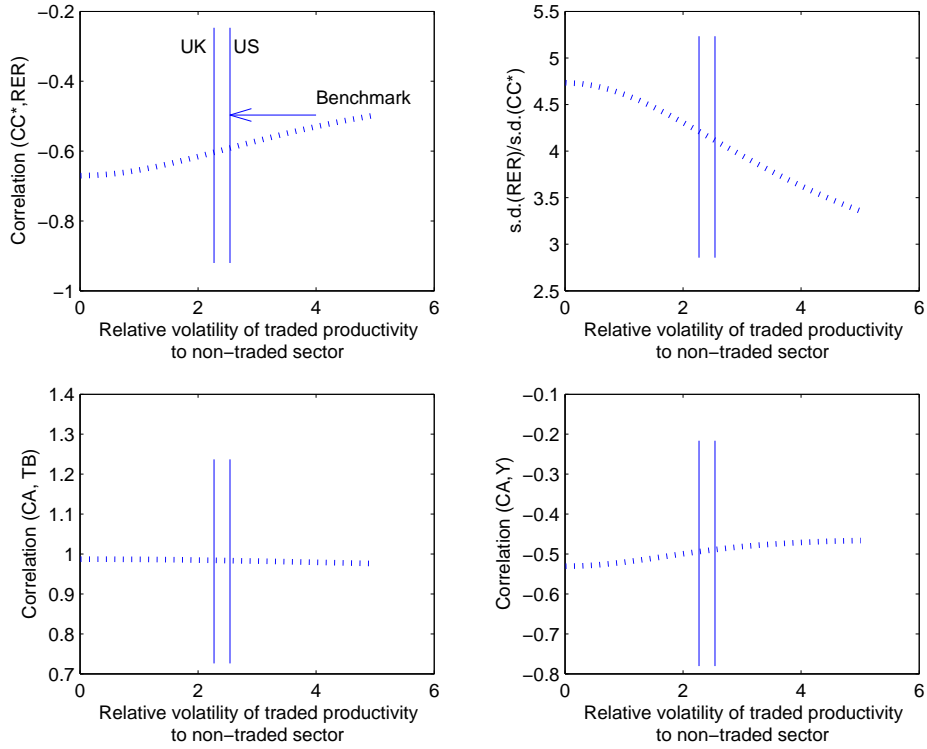 −0.2
−0.4
−0.6
−0.8
−1
0
2
4
6
UK
US
Benchmark
Correlation (CC*,RER)
Relative volatility of traded productivity
to non−traded sector
5.5
5
4.5
4
3.5
3
2.5
0
2
4
6
s.d.(RER)/s.d.(CC*)
Relative volatility of traded productivity
to non−traded sector
1.4
1.3
1.2
1.1
1
0.9
0.8
0.7
0
2
4
6
Correlation (CA, TB)
Relative volatility of traded productivity
to non−traded sector
−0.1
−0.2
−0.3
−0.4
−0.5
−0.6
−0.7
−0.8
0
2
4
6
Correlation (CA,Y)
Relative volatility of traded productivity
to non−traded sector